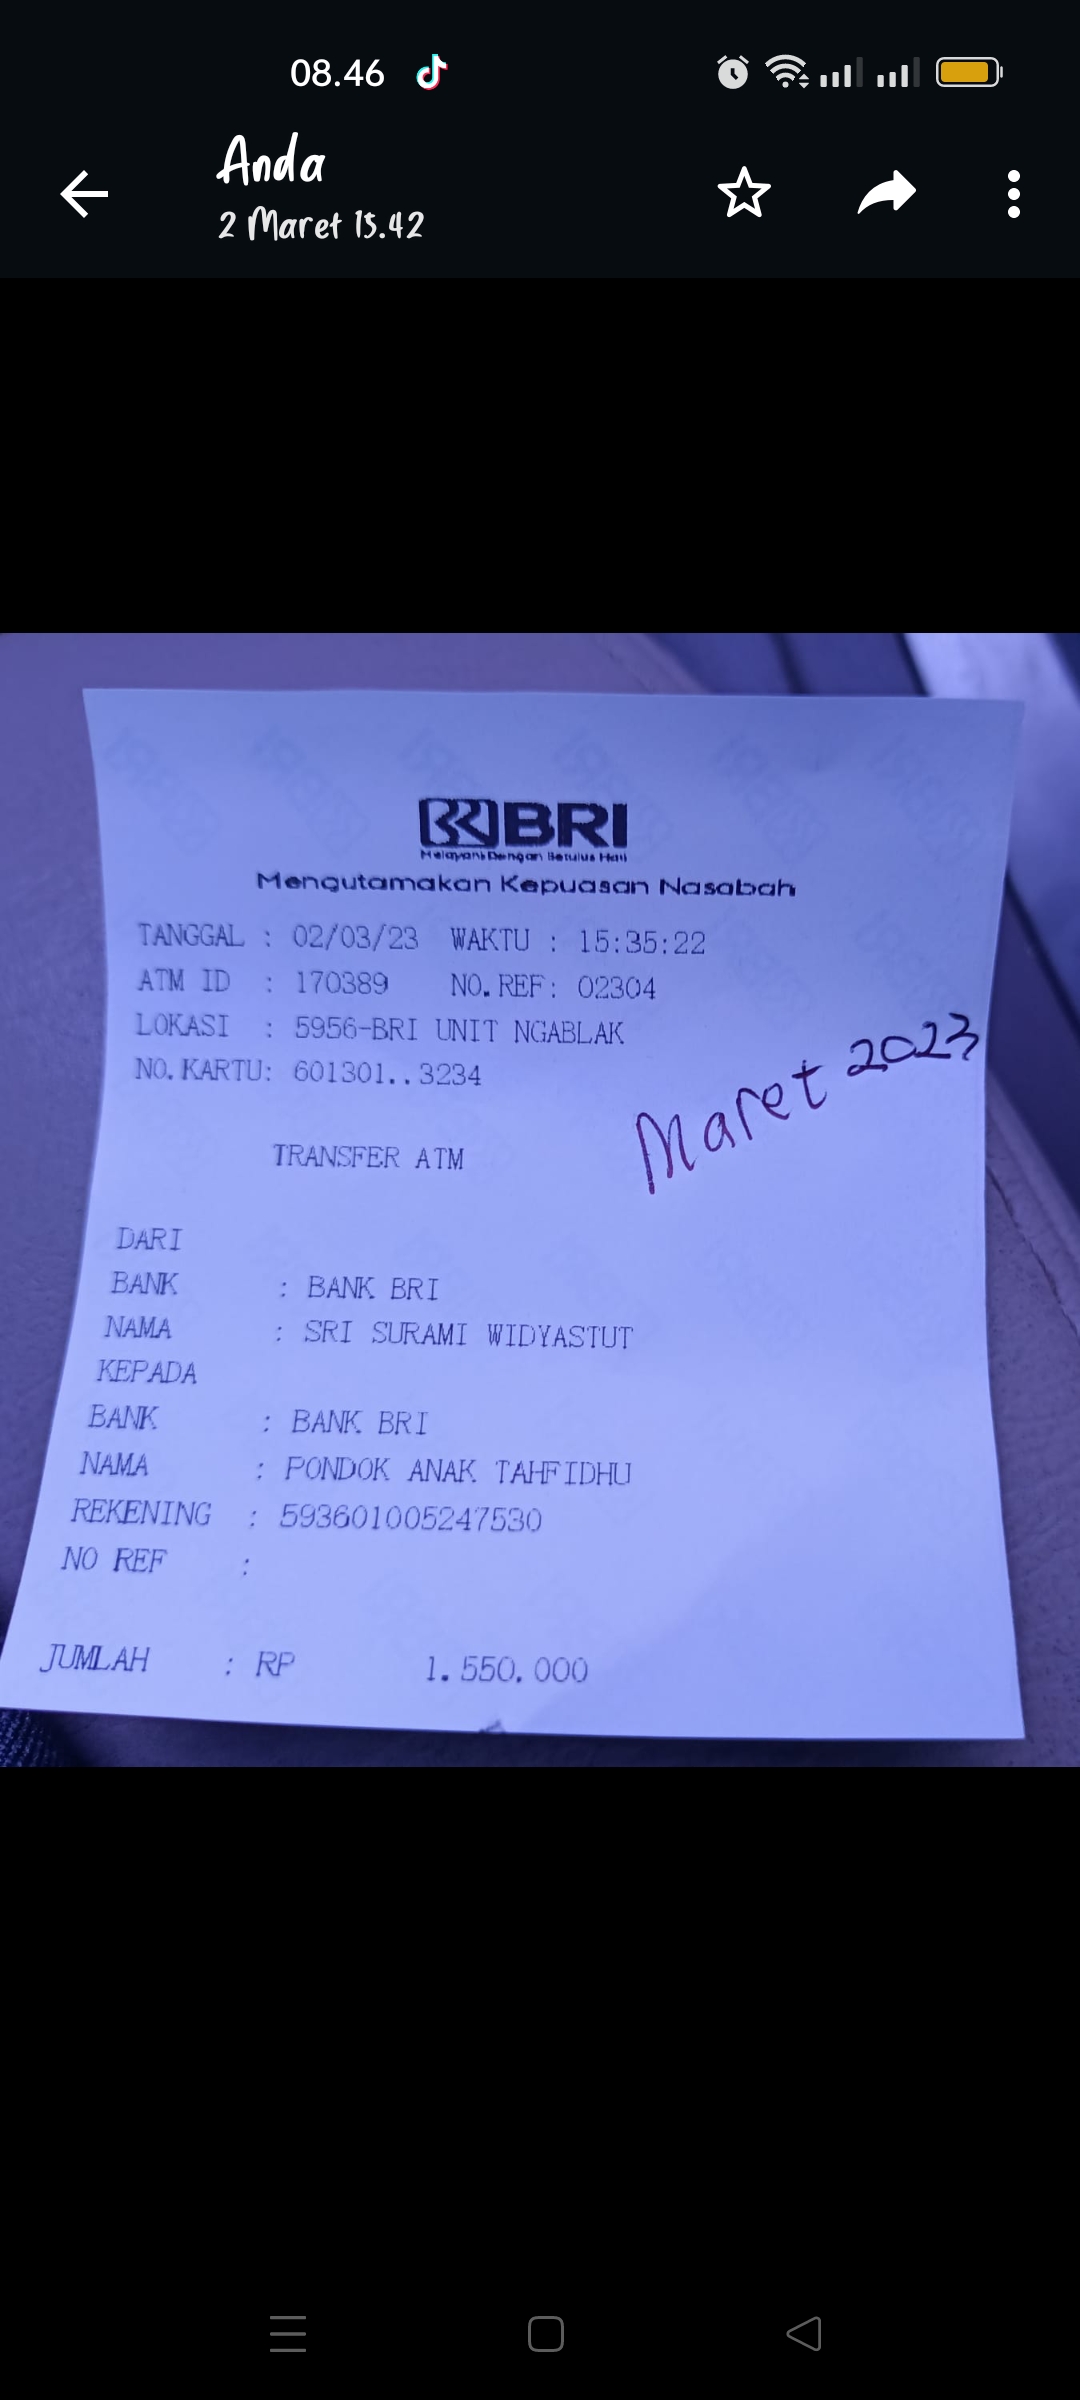 08.46
Anda
2 Maret 15.42
BRI
Melayani Dengan Setulus Hati
Mengutamakan Kepuasan Nasabah
TANGGAL : 02/03/23 WAKTU : 15:35:22
ATM ID : 170389 NO.REF: 02304
LOKASI : 5956-BRI UNIT NGABLAK
NO.KARTU: 601301..3234
Maret 2023
TRANSFER ATM
DARI
BANK : BANK BRI
NAMA : SRI SURAMI WIDYASTUT
KEPADA
BANK : BANK BRI
NAMA : PONDOK ANAK TAHFIDHU
REKENING : 593601005247530
NO REF :
JUMLAH : RP 1.550.000